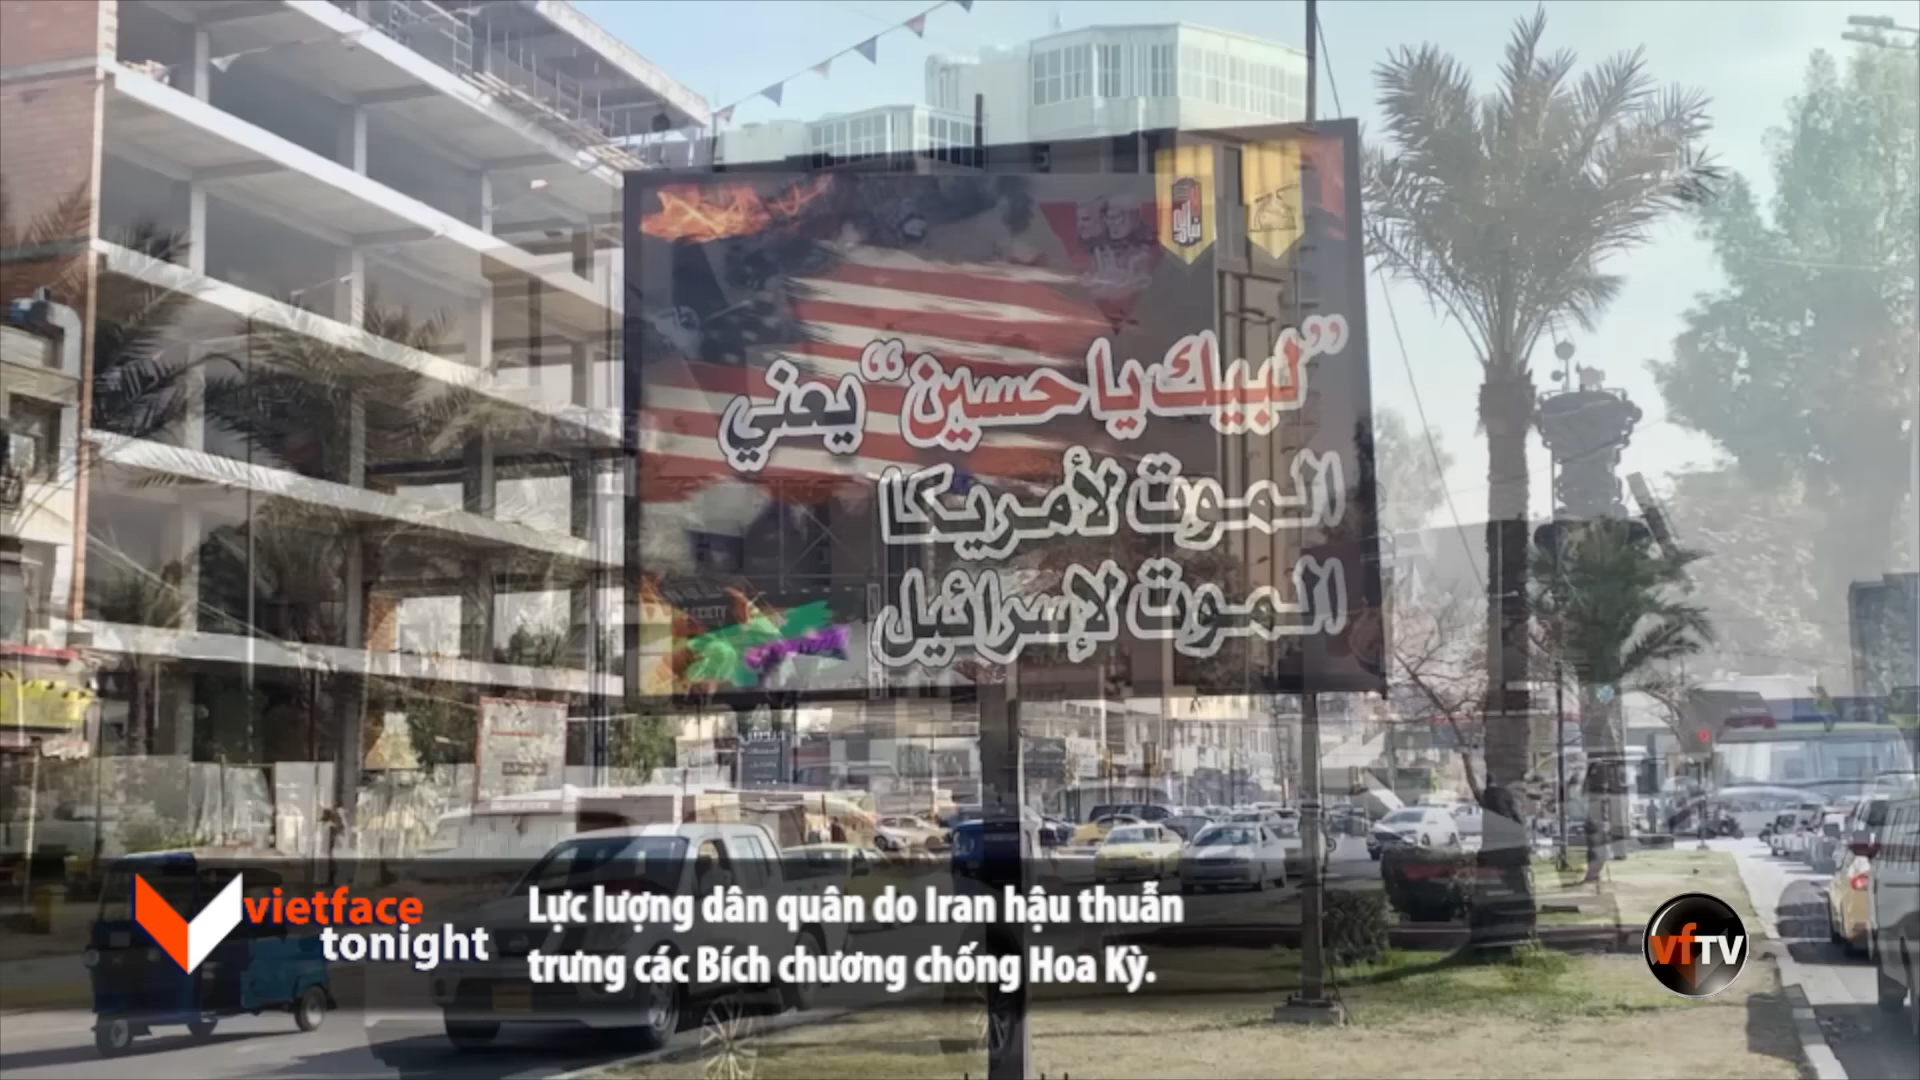 ”لبيك يا حسين“ يعني
الموت لأمريكا
الموت لإسرائيل
vietface
tonight
Lực lượng dân quân do Iran hậu thuẫn
trưng các Bích chương chống Hoa Kỳ.
vfTV